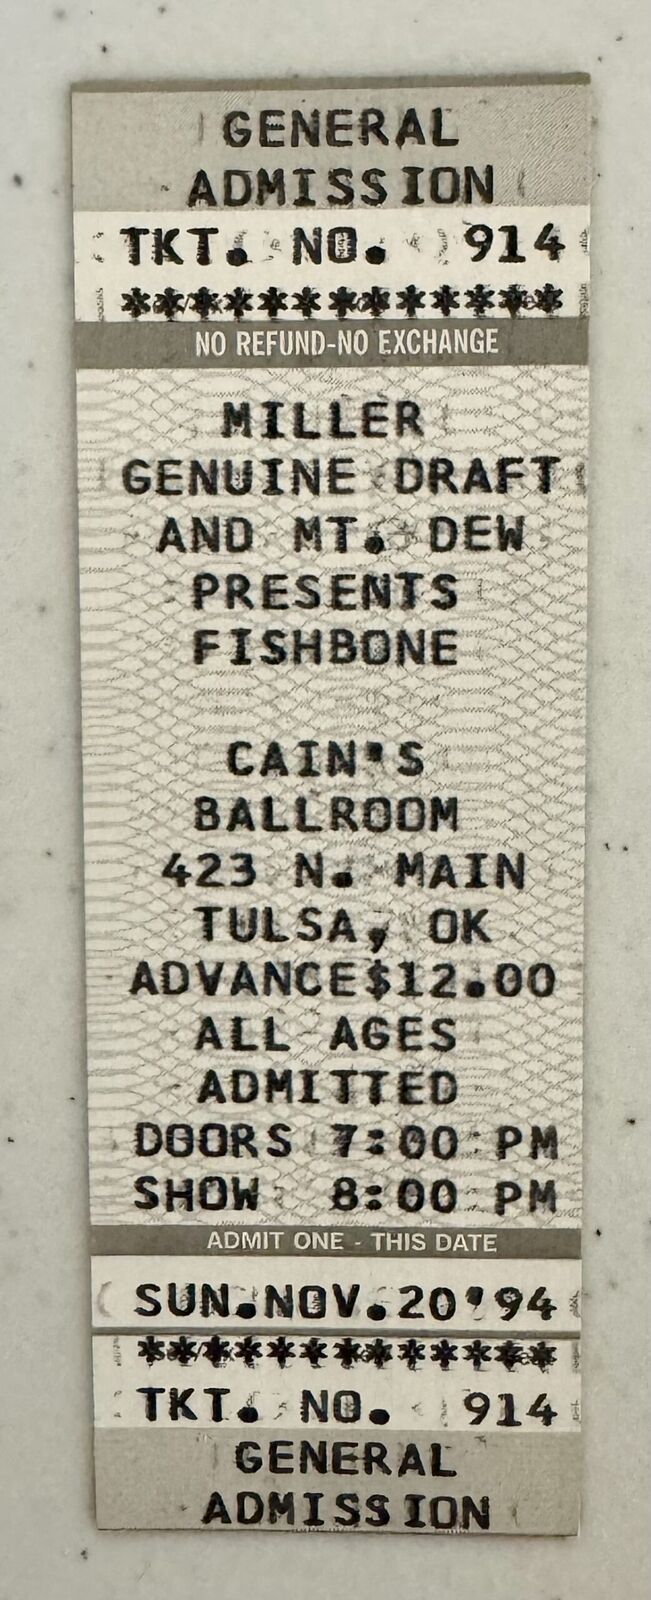 GENERAL
ADMISSION
TKT. NO. 914
*************
NO REFUND-NO EXCHANGE
MILLER
GENUINE DRAFT
AND MT. DEW
PRESENTS
FISHBONE
CAIN'S
BALLROOM
423 N. MAIN
TULSA, OK
ADVANCE$12.00
ALL AGES
ADMITTED
DOORS 7:00 PM
SHOW 8:00 PM
ADMIT ONE - THIS DATE
SUN.NOV.20'94
*************
TKT. NO. 914
GENERAL
ADMISSION